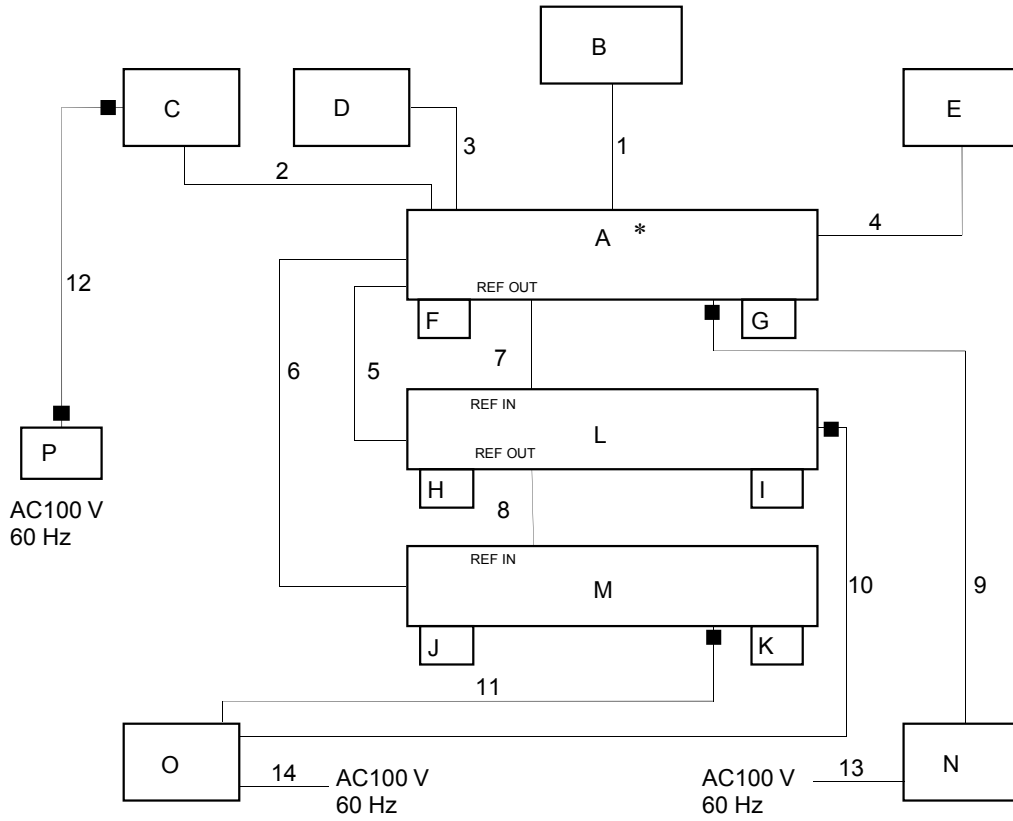 B
C
D
E
3
1
2
4
A *
12
REF OUT
F
G
7
6
5
REF IN
L
P
REF OUT
H
I
AC100 V
60 Hz
8
REF IN
10
9
M
J
K
11
O
14
AC100 V
60 Hz
AC100 V
60 Hz
13
N